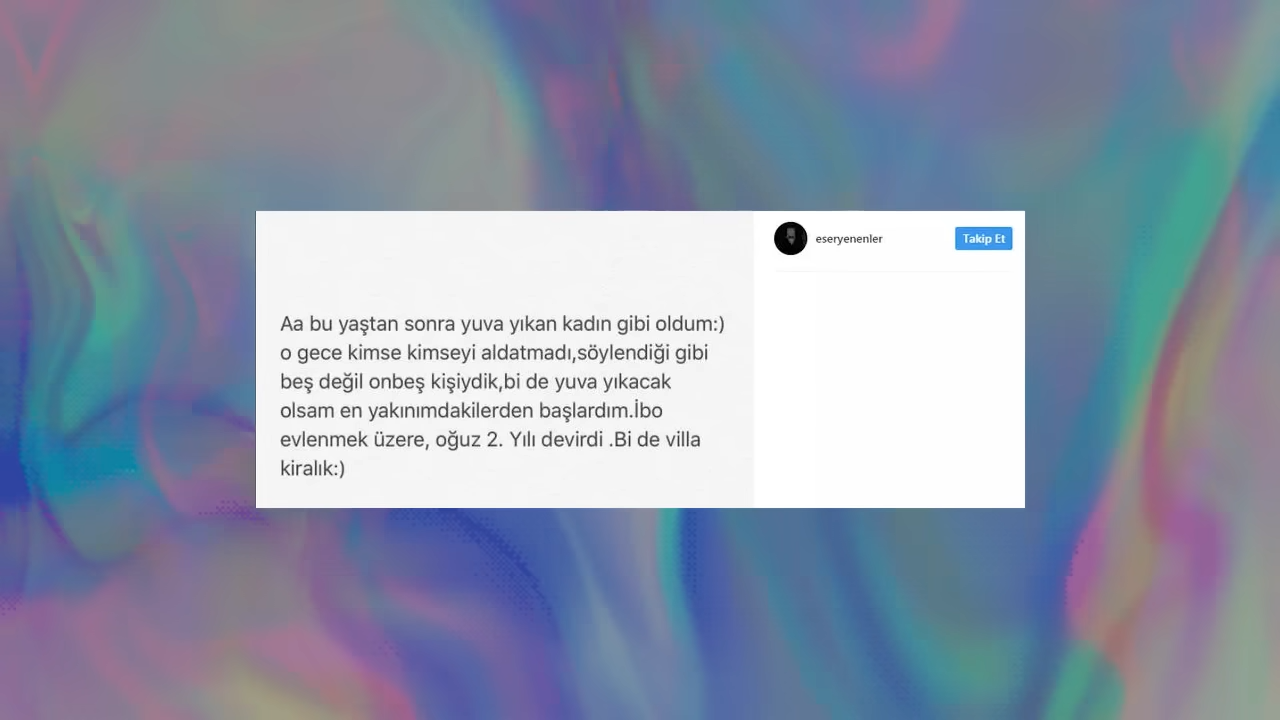 Aa bu yaştan sonra yuva yıkan kadın gibi oldum:)
o gece kimse kimseyi aldatmadı,söylendiği gibi
beş değil onbeş kişiydik,bi de yuva yıkacak
olsam en yakınımdakilerden başlardım.İbo
evlenmek üzere, oğuz 2. Yılı devirdi .Bi de villa
kiralık:)
eseryenenler
Takip Et